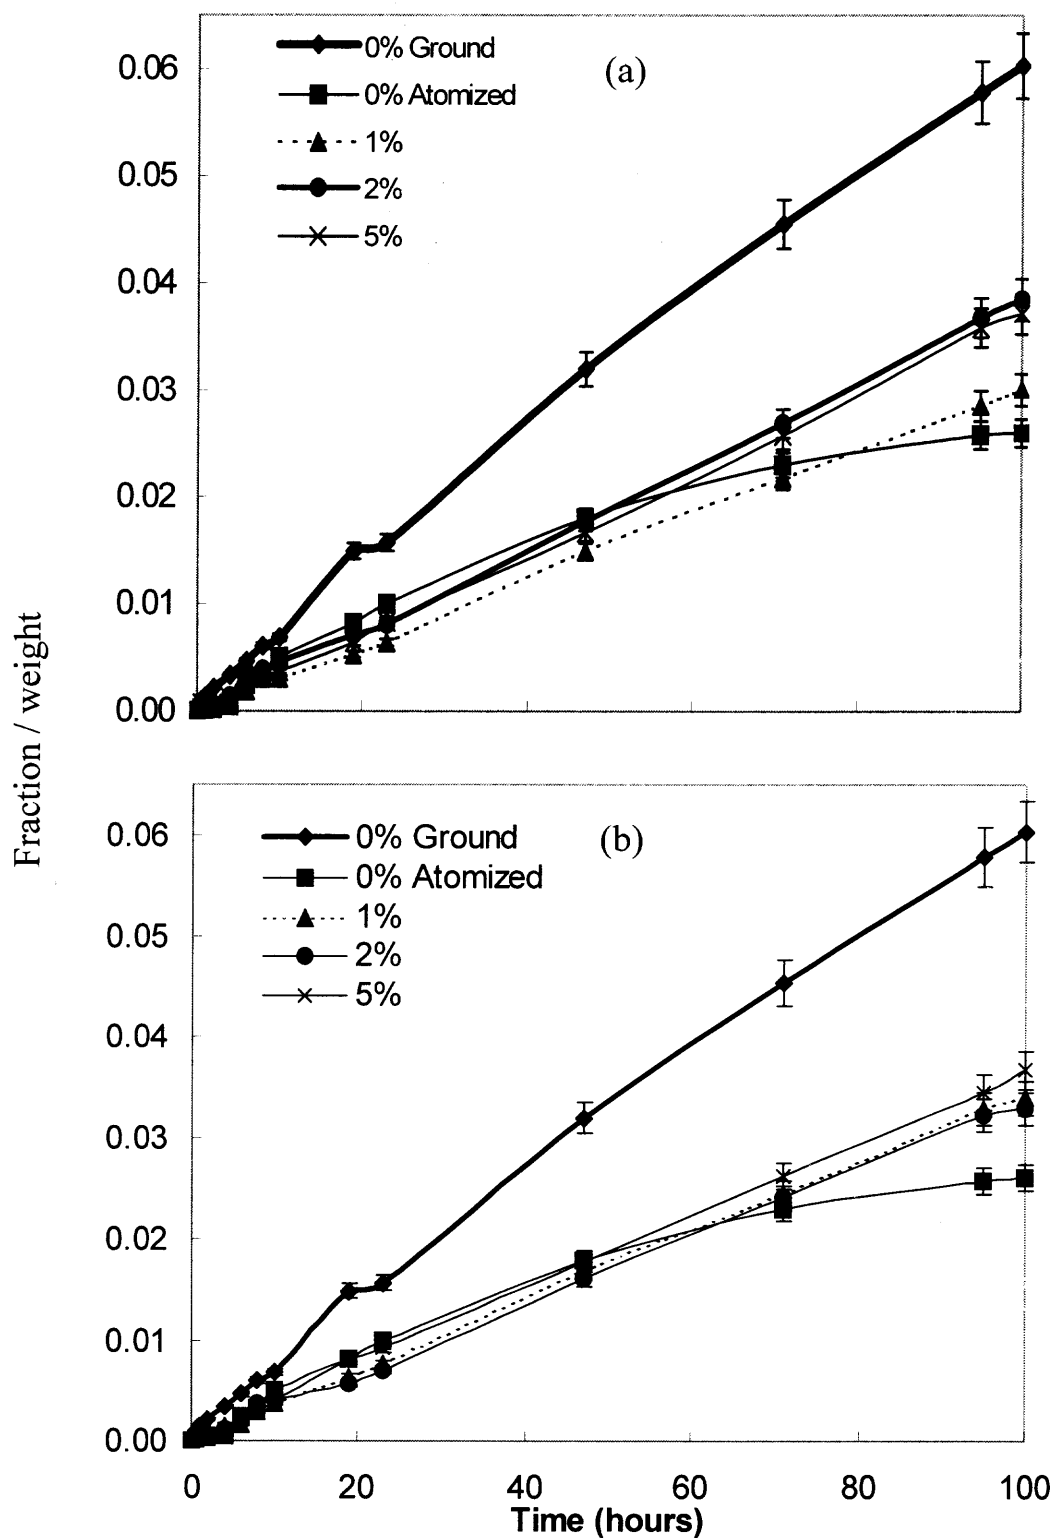 0% Ground
0% Atomized
1%
2%
5%
(a)
0.06
0.05
0.04
0.03
0.02
0.01
0.00
Fraction / weight
0% Ground
0% Atomized
1%
2%
5%
(b)
0.06
0.05
0.04
0.03
0.02
0.01
0.00
0 20 40 60 80 100
Time (hours)